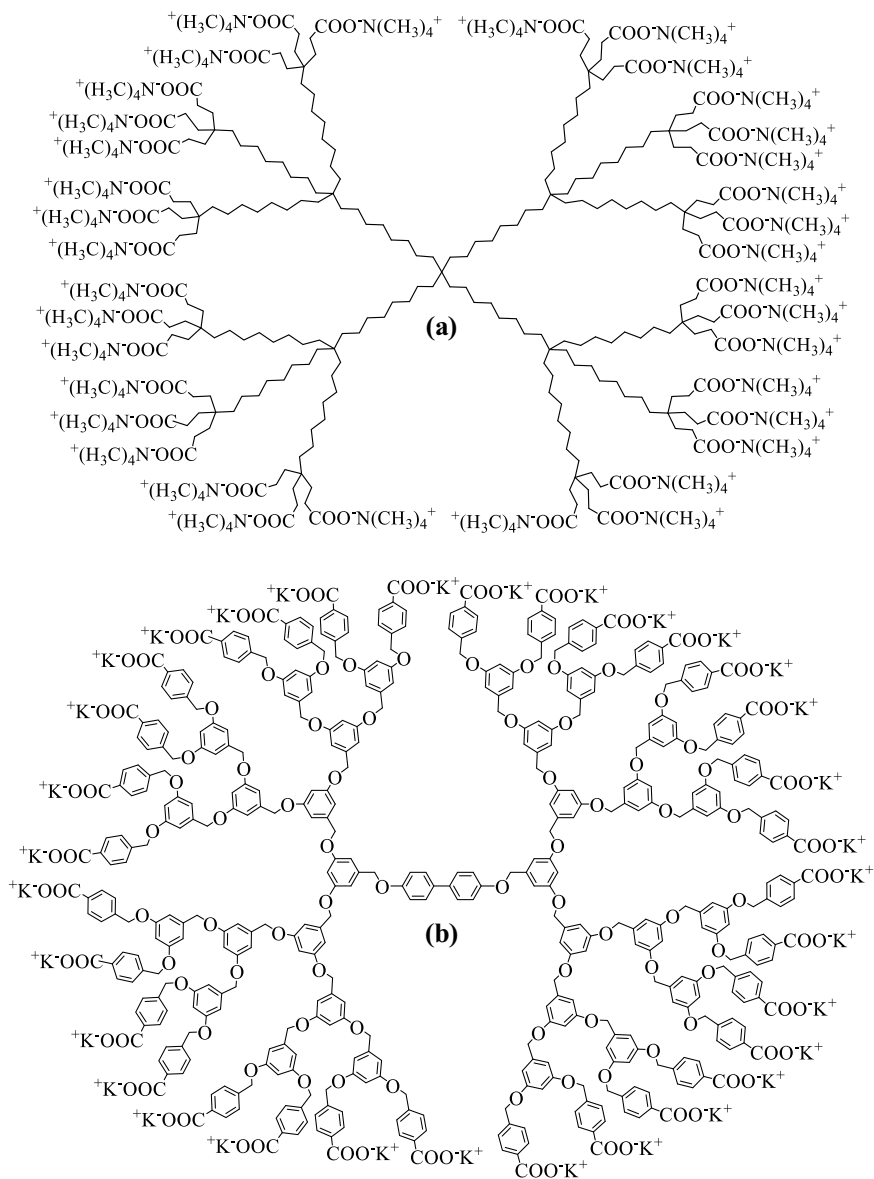 ⁺(H₃C)₄N⁻OOC COO⁻N(CH₃)₄⁺ ⁺(H₃C)₄N⁻OOC COO⁻N(CH₃)₄⁺
⁺(H₃C)₄N⁻OOC COO⁻N(CH₃)₄⁺
⁺(H₃C)₄N⁻OOC COO⁻N(CH₃)₄⁺
⁺(H₃C)₄N⁻OOC COO⁻N(CH₃)₄⁺
⁺(H₃C)₄N⁻OOC COO⁻N(CH₃)₄⁺
⁺(H₃C)₄N⁻OOC COO⁻N(CH₃)₄⁺
⁺(H₃C)₄N⁻OOC COO⁻N(CH₃)₄⁺
⁺(H₃C)₄N⁻OOC COO⁻N(CH₃)₄⁺
⁺(H₃C)₄N⁻OOC COO⁻N(CH₃)₄⁺
⁺(H₃C)₄N⁻OOC (a) COO⁻N(CH₃)₄⁺
⁺(H₃C)₄N⁻OOC COO⁻N(CH₃)₄⁺
⁺(H₃C)₄N⁻OOC COO⁻N(CH₃)₄⁺
⁺(H₃C)₄N⁻OOC COO⁻N(CH₃)₄⁺
⁺(H₃C)₄N⁻OOC COO⁻N(CH₃)₄⁺
⁺(H₃C)₄N⁻OOC COO⁻N(CH₃)₄⁺
⁺(H₃C)₄N⁻OOC COO⁻N(CH₃)₄⁺ ⁺(H₃C)₄N⁻OOC COO⁻N(CH₃)₄⁺
⁺K⁻OOC COO⁻K⁺ COO⁻K⁺ COO⁻K⁺
⁺K⁻OOC O O O O COO⁻K⁺
⁺K⁻OOC O O O O COO⁻K⁺
⁺K⁻OOC O O O O COO⁻K⁺
⁺K⁻OOC O O O O COO⁻K⁺
⁺K⁻OOC O O O O O O COO⁻K⁺
⁺K⁻OOC O O O O O O COO⁻K⁺
⁺K⁻OOC O O O O O O COO⁻K⁺
⁺K⁻OOC O O O O O O COO⁻K⁺
⁺K⁻OOC O O O (b) O O O COO⁻K⁺
⁺K⁻OOC O O O O O O COO⁻K⁺
⁺K⁻OOC O O O O O O COO⁻K⁺
⁺K⁻OOC O O O O O O COO⁻K⁺
⁺K⁻OOC O O O O COO⁻K⁺
⁺K⁻OOC COO⁻K⁺ COO⁻K⁺ COO⁻K⁺ COO⁻K⁺